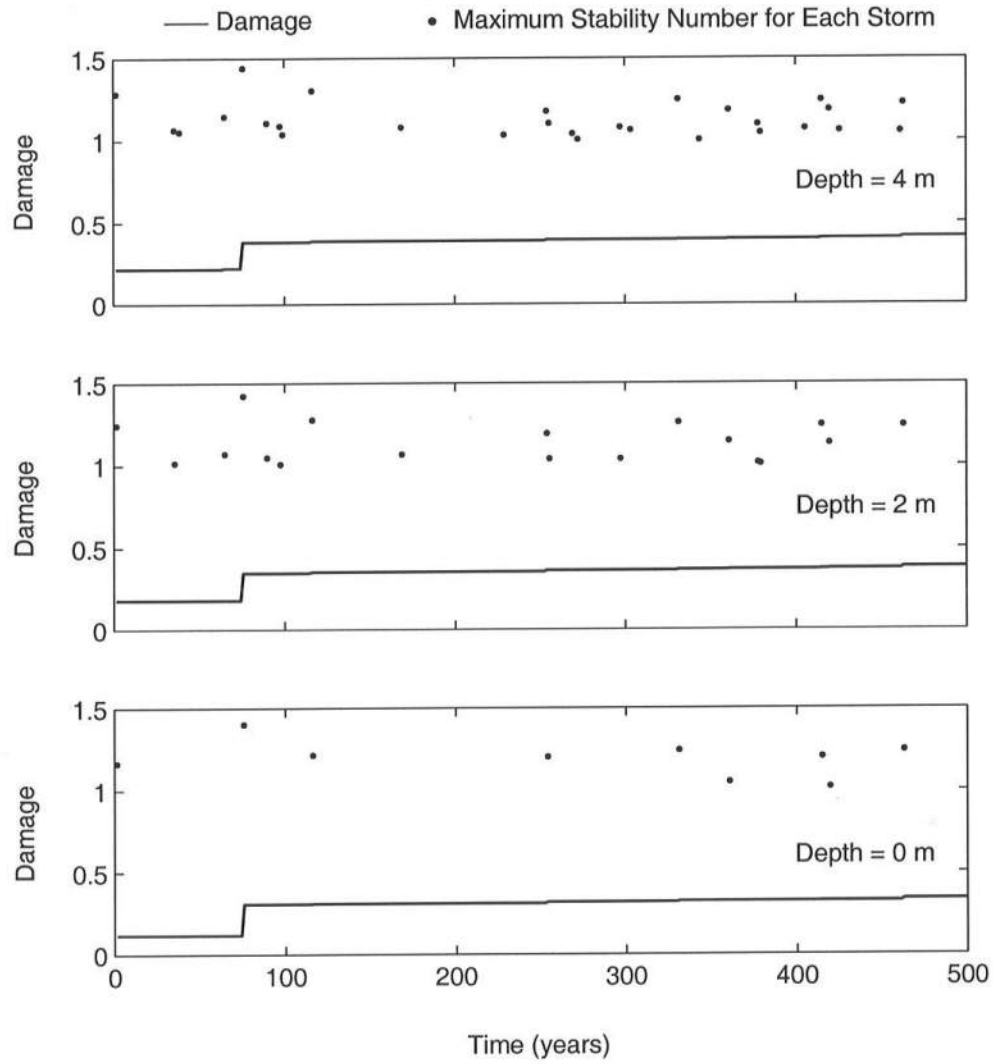 Damage Maximum Stability Number for Each Storm
1.5
1
0.5
0
Damage
Depth = 4 m
1.5
1
0.5
0
Damage
Depth = 2 m
1.5
1
0.5
0
Damage
Depth = 0 m
0 100 200 300 400 500
Time (years)